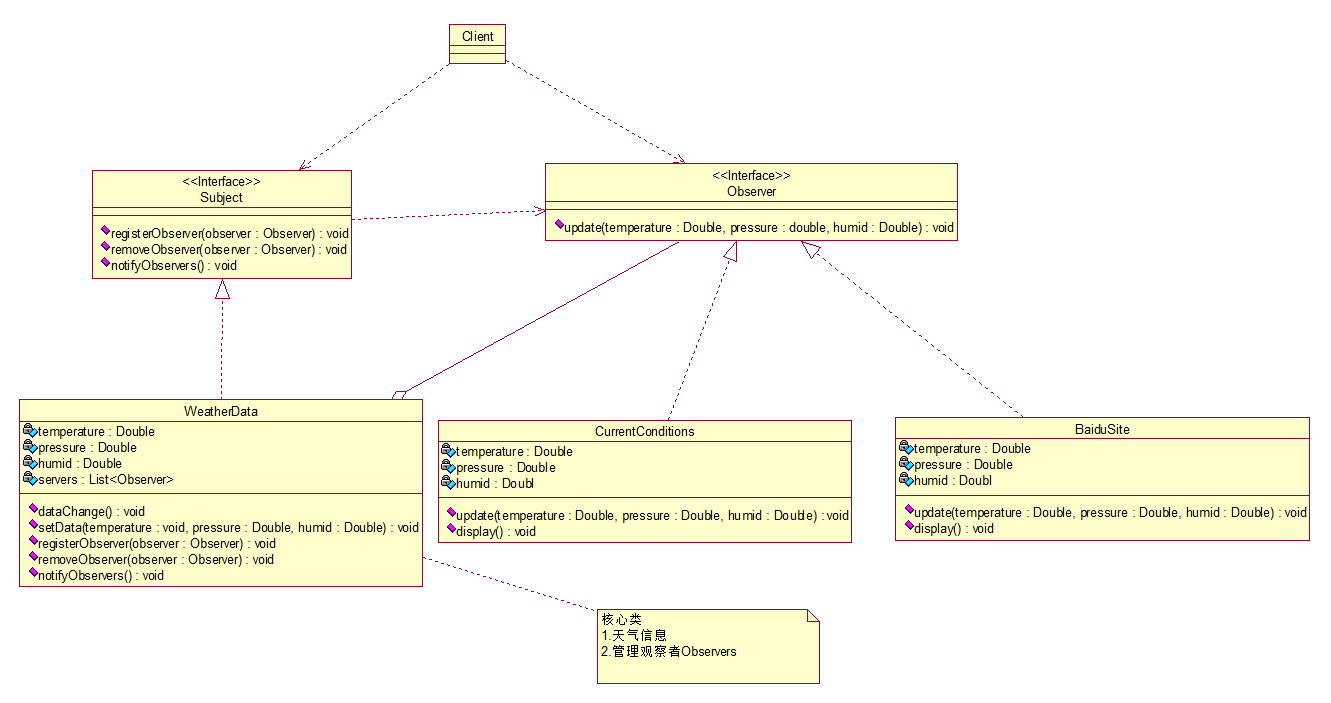 Client
<<Interface>>
Subject
registerObserver(observer : Observer) : void
removeObserver(observer : Observer) : void
notifyObservers() : void
<<Interface>>
Observer
update(temperature : Double, pressure : double, humid : Double) : void
WeatherData
temperature : Double
pressure : Double
humid : Double
servers : List<Observer>
dataChange() : void
setData(temperature : void, pressure : Double, humid : Double) : void
registerObserver(observer : Observer) : void
removeObserver(observer : Observer) : void
notifyObservers() : void
CurrentConditions
temperature : Double
pressure : Double
humid : Doubl
update(temperature : Double, pressure : Double, humid : Double) : void
display() : void
BaiduSite
temperature : Double
pressure : Double
humid : Doubl
update(temperature : Double, pressure : Double, humid : Double) : void
display() : void
核心类
1.天气信息
2.管理观察者Observers